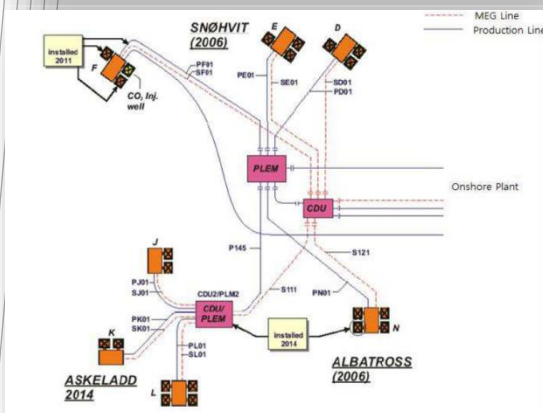 MEG Line
Production Line
SNØHVIT
(2006)
E
D
installed
2011
F
CO₂ Inj.
well
PF01
SF01
PE01
SE01
SD01
PD01
PLEM
CDU
Onshore Plant
P145
S121
S111
PN01
J
PJ01
SJ01
CDU2/PLM2
CDU/
PLEM
PK01
SK01
K
installed
2014
N
PL01
SL01
L
ASKELADD
2014
ALBATROSS
(2006)